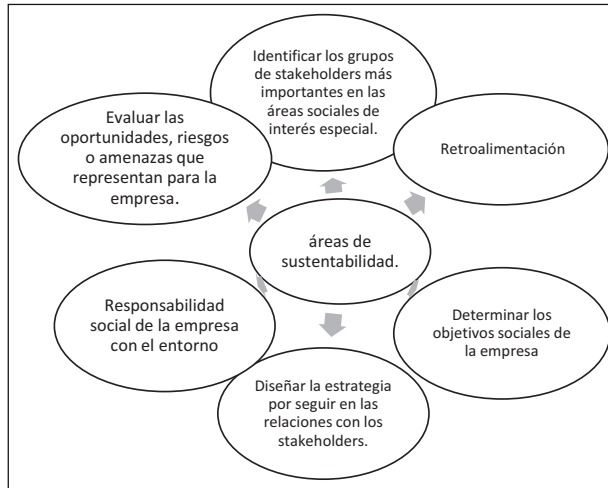 Identificar los grupos
de stakeholders más
importantes en las
áreas sociales de
interés especial.
Evaluar las
oportunidades, riesgos
o amenazas que
representan para la
empresa.
Retroalimentación
áreas de
sustentabilidad.
Responsabilidad
social de la empresa
con el entorno
Determinar los
objetivos sociales de
la empresa
Diseñar la estrategia
por seguir en las
relaciones con los
stakeholders.